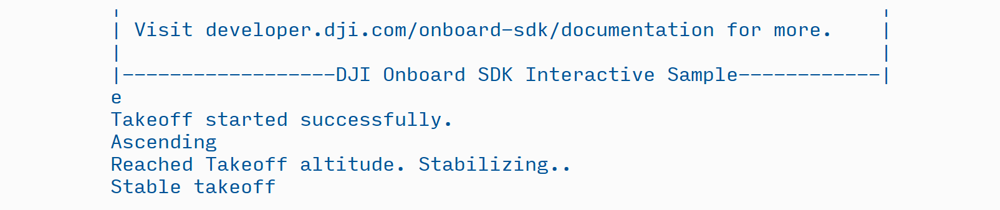 | Visit developer.dji.com/onboard-sdk/documentation for more.    |
|                                                                |
|------------------DJI Onboard SDK Interactive Sample------------|
e
Takeoff started successfully.
Ascending
Reached Takeoff altitude. Stabilizing..
Stable takeoff